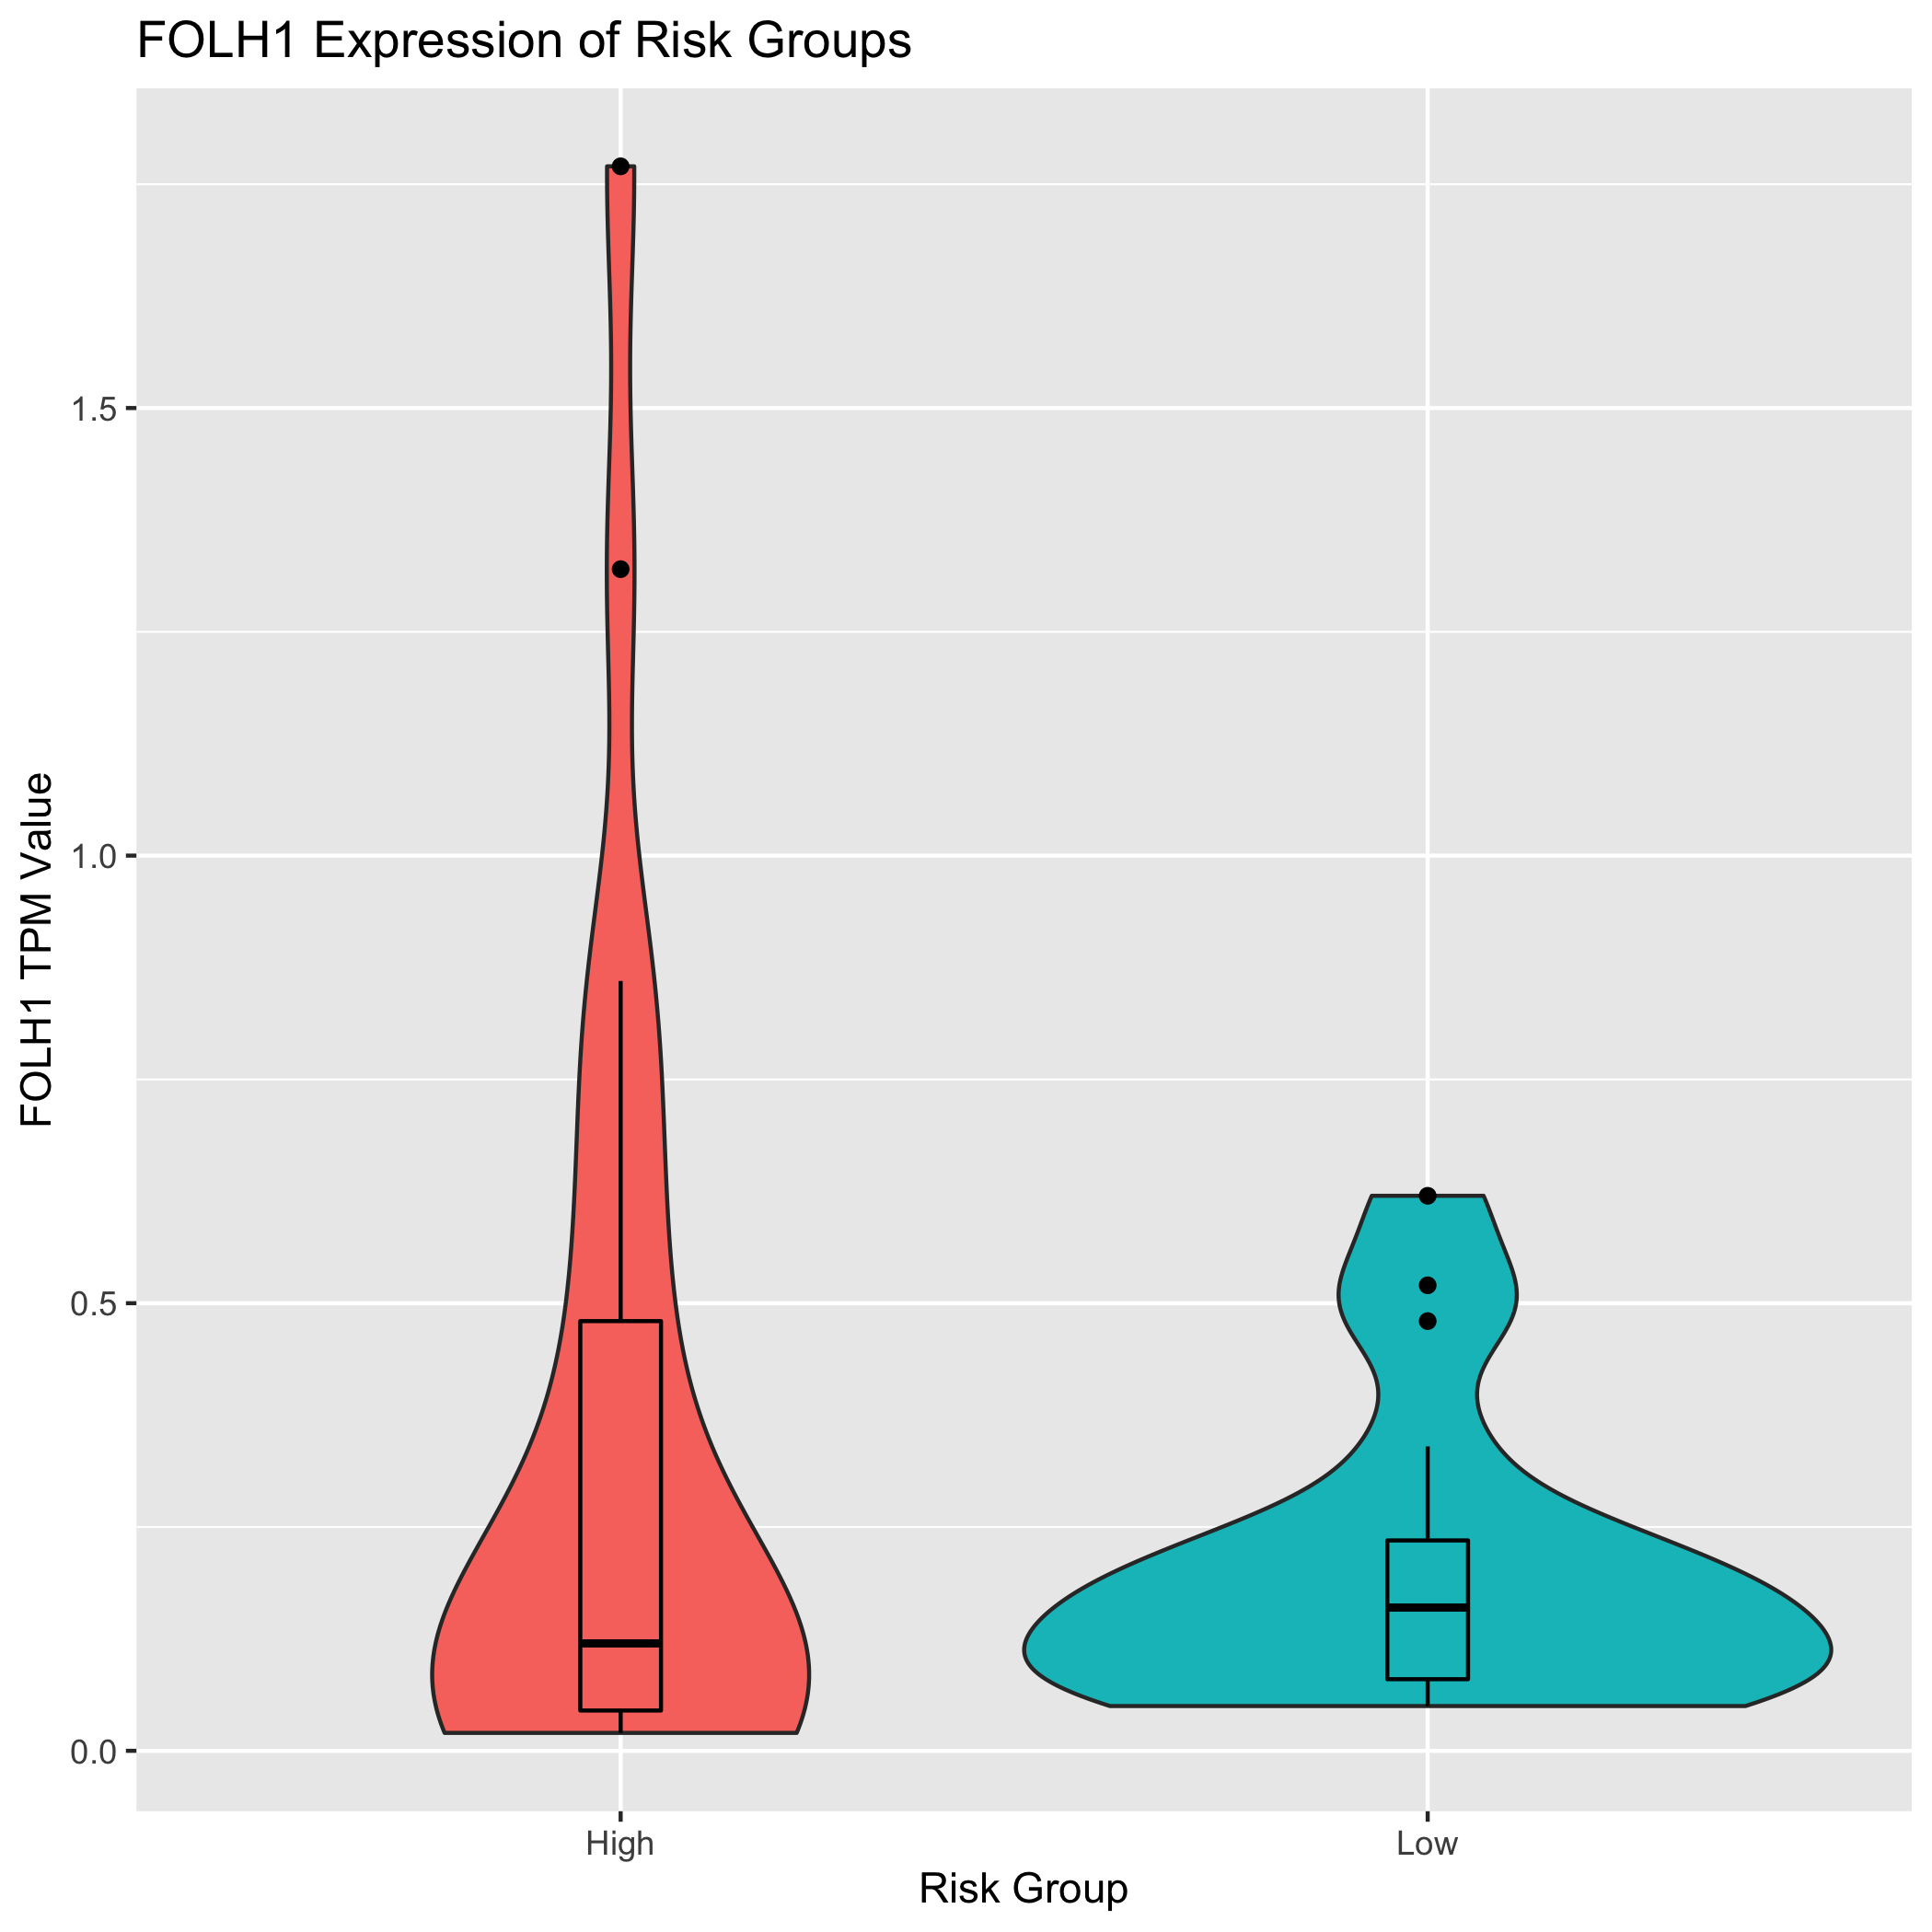 FOLH1 Expression of Risk Groups
FOLH1 TPM Value
1.5
1.0
0.5
0.0
High
Low
Risk Group